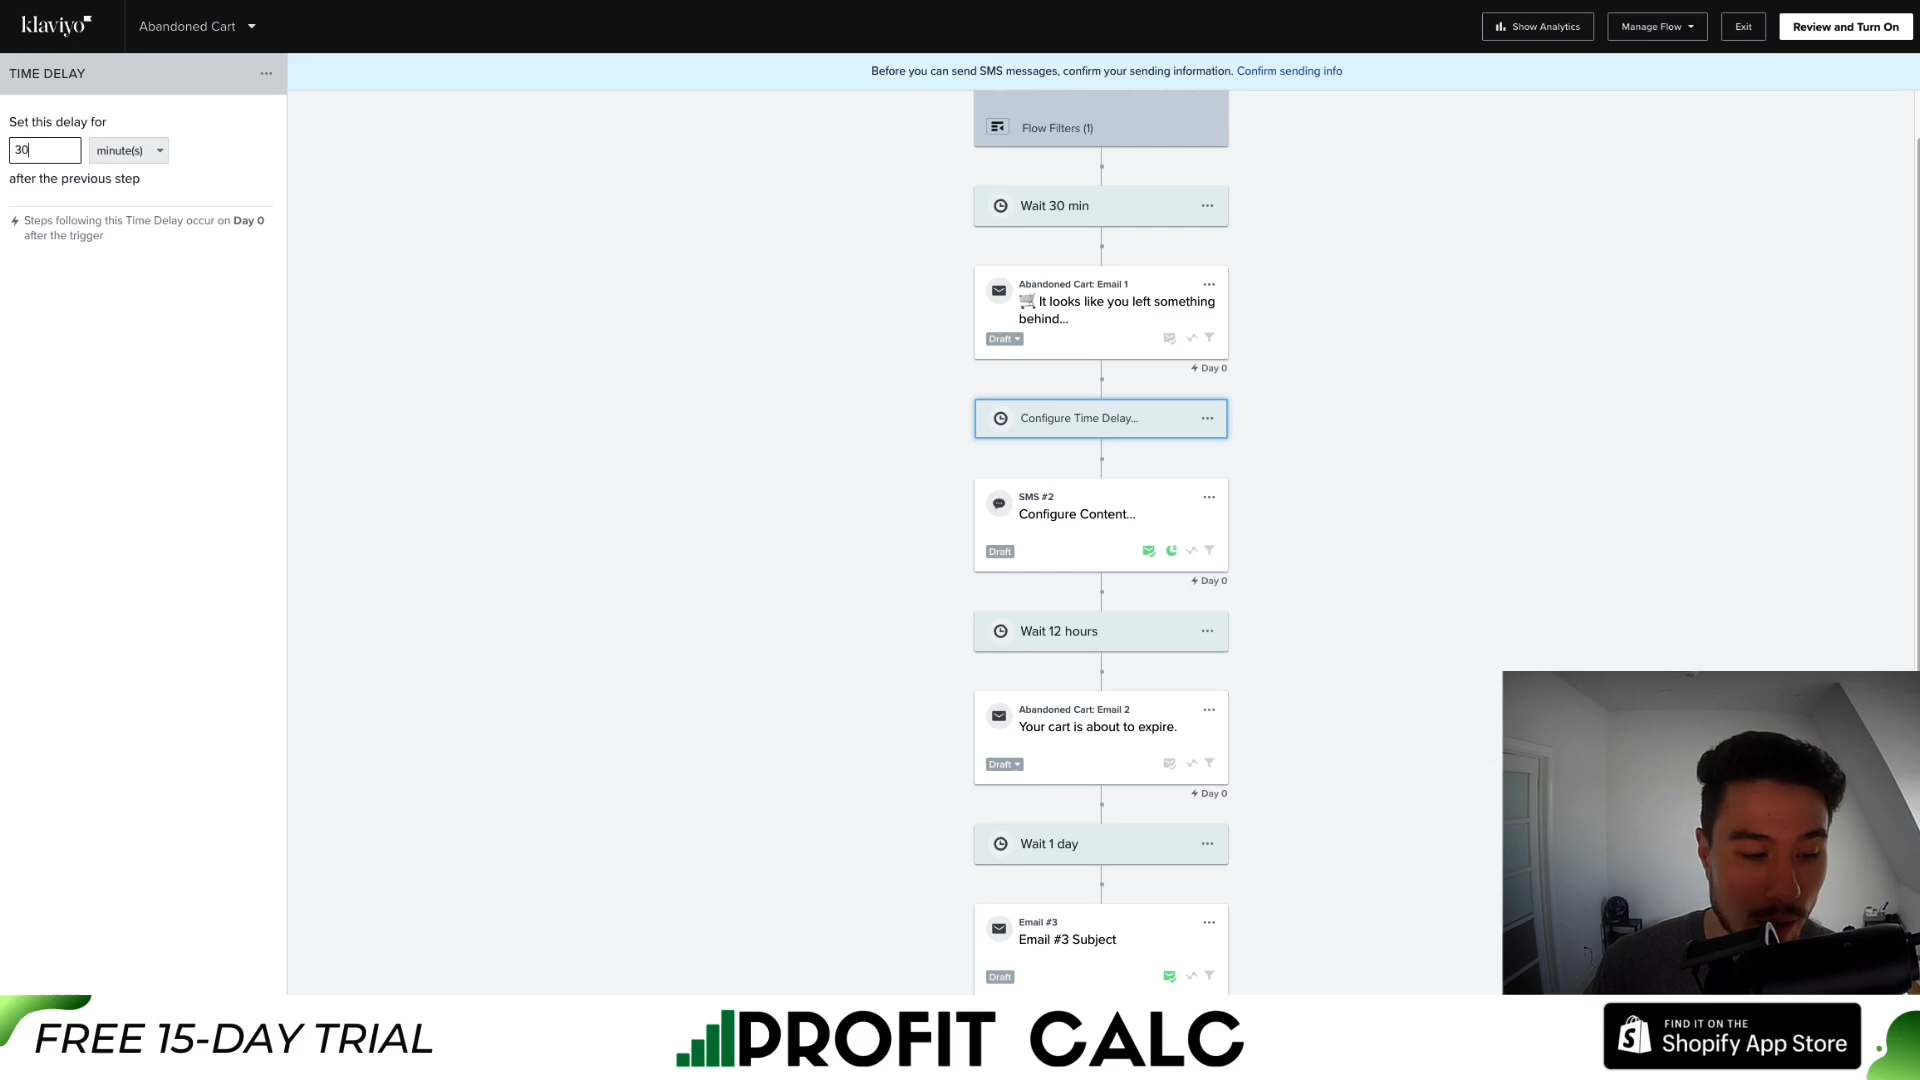 klaviyo
Abandoned Cart
Show Analytics
Manage Flow
Exit
Review and Turn On
TIME DELAY
Before you can send SMS messages, confirm your sending information. Confirm sending info
Set this delay for
30
minute(s)
after the previous step
Steps following this Time Delay occur on Day 0
after the trigger
Flow Filters (1)
Wait 30 min
Abandoned Cart: Email 1
It looks like you left something
behind...
Draft
Day 0
Configure Time Delay...
SMS #2
Configure Content...
Draft
Day 0
Wait 12 hours
Abandoned Cart: Email 2
Your cart is about to expire.
Draft
Day 0
Wait 1 day
Email #3
Email #3 Subject
Draft
FREE 15-DAY TRIAL
PROFIT CALC
FIND IT ON THE
Shopify App Store